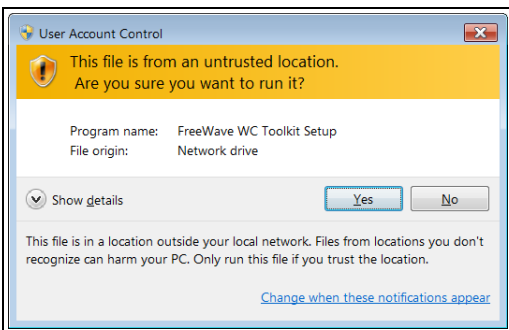 User Account Control
This file is from an untrusted location.
Are you sure you want to run it?
Program name: FreeWave WC Toolkit Setup
File origin: Network drive
Show details Yes No
This file is in a location outside your local network. Files from locations you don't
recognize can harm your PC. Only run this file if you trust the location.
Change when these notifications appear